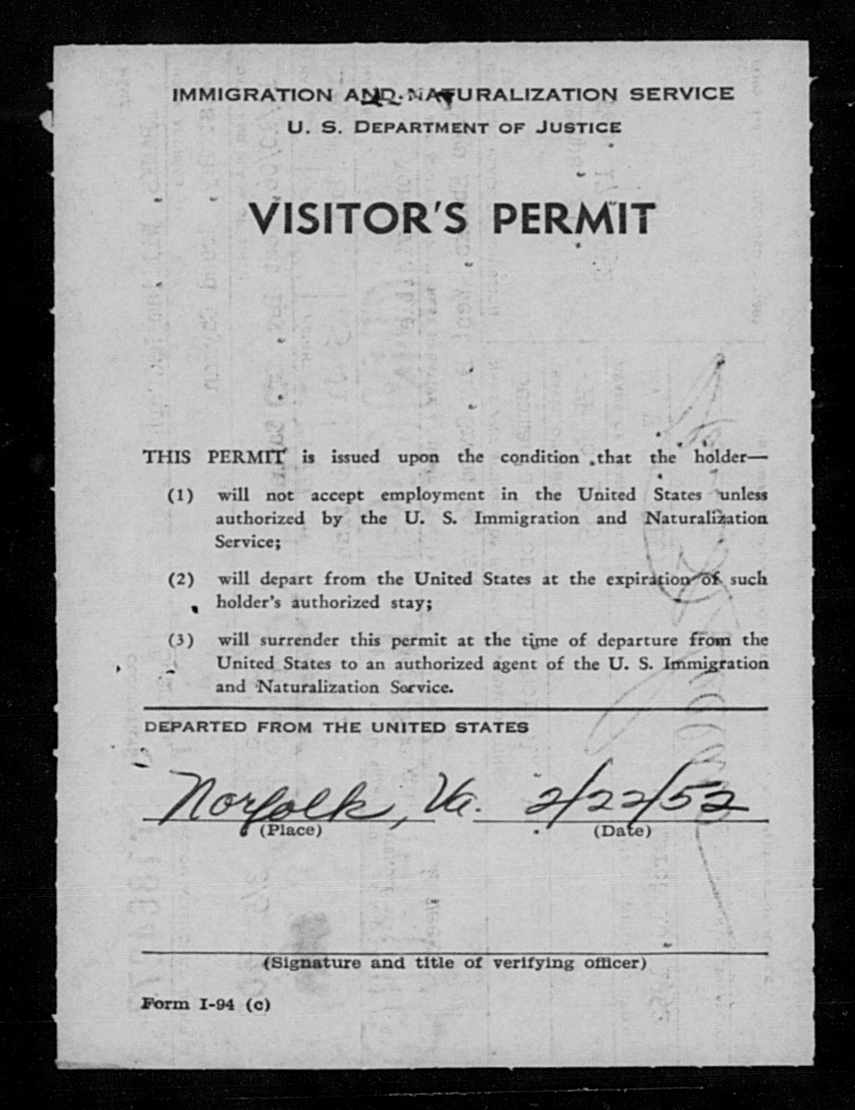 IMMIGRATION AND NATURALIZATION SERVICE
U. S. DEPARTMENT OF JUSTICE
VISITOR'S PERMIT
THIS PERMIT is issued upon the condition that the holder—
(1) will not accept employment in the United States unless
authorized by the U. S. Immigration and Naturalization
Service;
(2) will depart from the United States at the expiration of such
holder's authorized stay;
(3) will surrender this permit at the time of departure from the
United States to an authorized agent of the U. S. Immigration
and Naturalization Service.
DEPARTED FROM THE UNITED STATES
Norfolk, Va. 2/22/52
(Place) (Date)
(Signature and title of verifying officer)
Form I-94 (c)